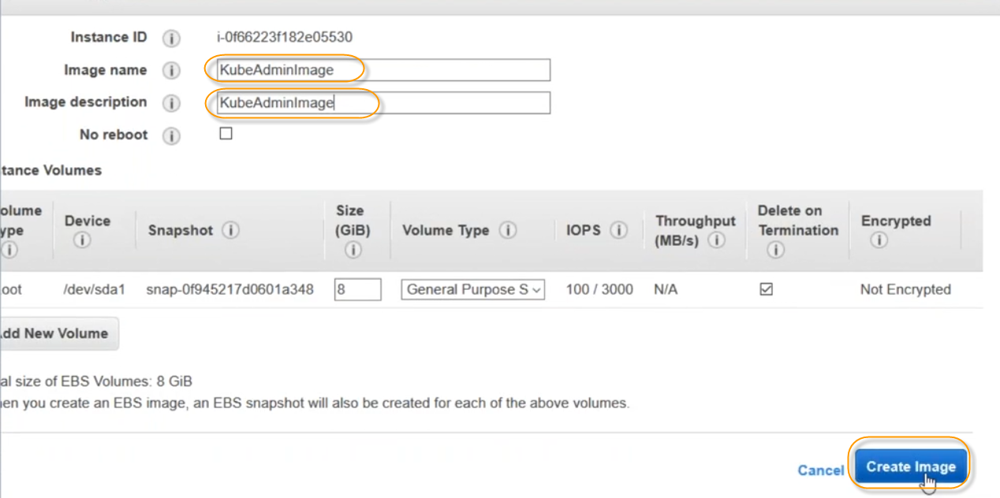 Instance ID i-0f66223f182e05530
Image name KubeAdminImage
Image description KubeAdminImage
No reboot
tance Volumes
olume ype Device Snapshot Size (GiB) Volume Type IOPS Throughput (MB/s) Delete on Termination Encrypted
oot /dev/sda1 snap-0f945217d0601a348 8 General Purpose S 100 / 3000 N/A Not Encrypted
dd New Volume
al size of EBS Volumes: 8 GiB
en you create an EBS image, an EBS snapshot will also be created for each of the above volumes.
Cancel Create Image